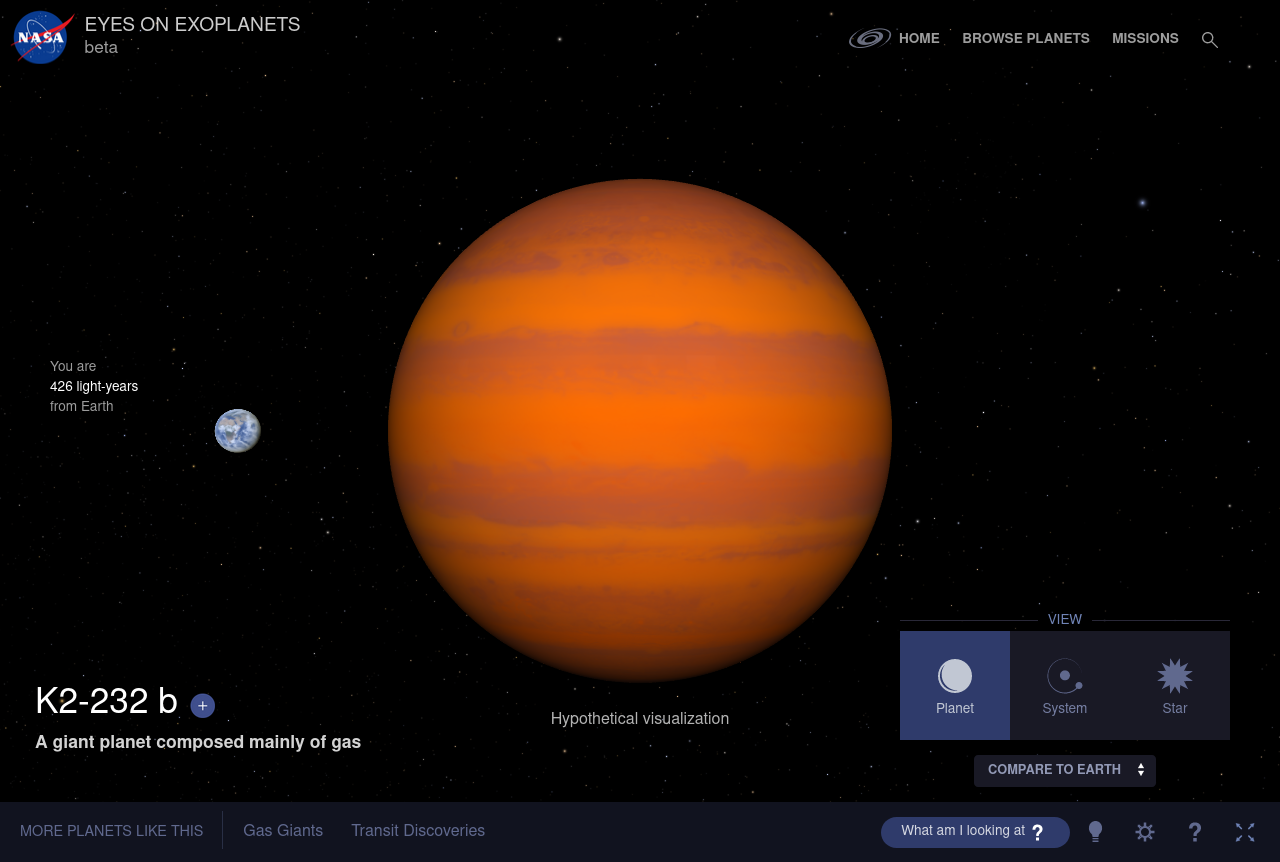 NASA
EYES ON EXOPLANETS
beta
HOME
BROWSE PLANETS
MISSIONS
You are
426 light-years
from Earth
K2-232 b +
A giant planet composed mainly of gas
Hypothetical visualization
VIEW
Planet
System
Star
COMPARE TO EARTH
MORE PLANETS LIKE THIS
Gas Giants
Transit Discoveries
What am I looking at ?
?